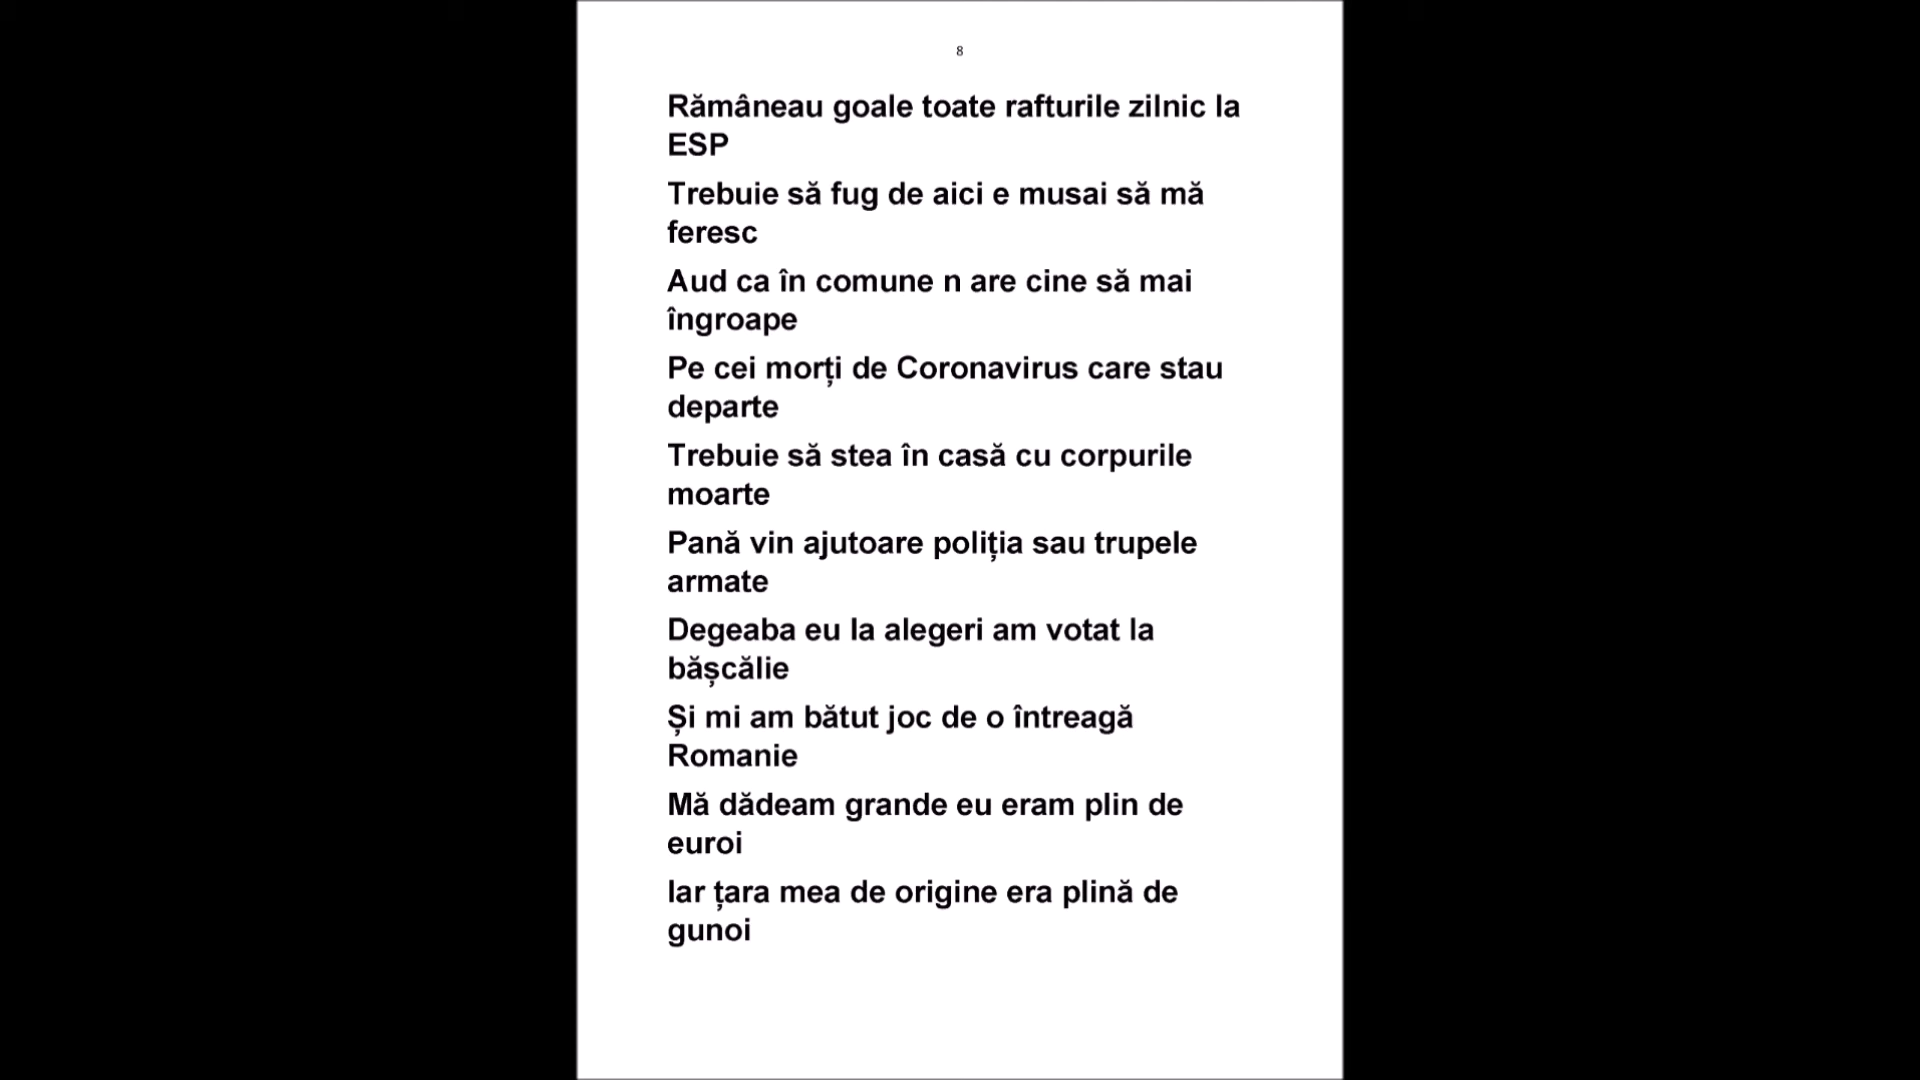 8
Rămâneau goale toate rafturile zilnic la
ESP
Trebuie să fug de aici e musai să mă
feresc
Aud ca în comune n are cine să mai
îngroape
Pe cei morți de Coronavirus care stau
departe
Trebuie să stea în casă cu corpurile
moarte
Pană vin ajutoare poliția sau trupele
armate
Degeaba eu la alegeri am votat la
bășcălie
Și mi am bătut joc de o întreagă
Romanie
Mă dădeam grande eu eram plin de
euroi
Iar țara mea de origine era plină de
gunoi